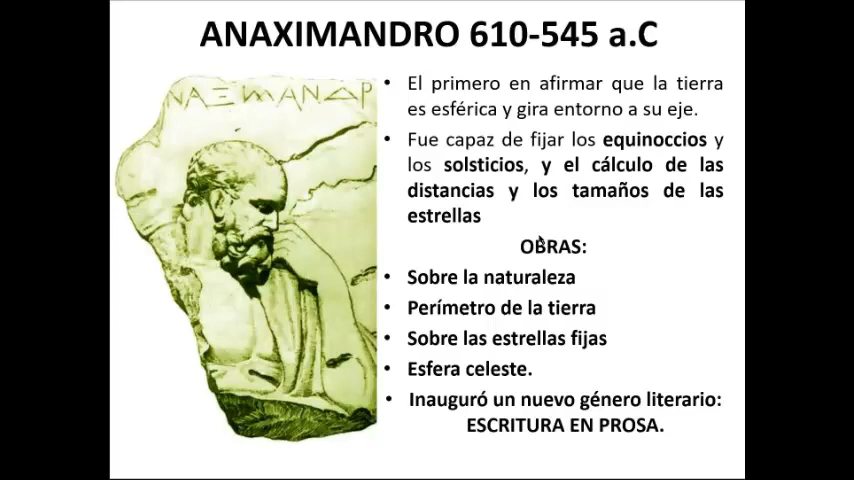 ANAXIMANDRO 610-545 a.C
ΝΑΞΙΜΑΝΔΡ
• El primero en afirmar que la tierra
es esférica y gira entorno a su eje.
• Fue capaz de fijar los equinoccios y
los solsticios, y el cálculo de las
distancias y los tamaños de las
estrellas
OBRAS:
• Sobre la naturaleza
• Perímetro de la tierra
• Sobre las estrellas fijas
• Esfera celeste.
• Inauguró un nuevo género literario:
ESCRITURA EN PROSA.